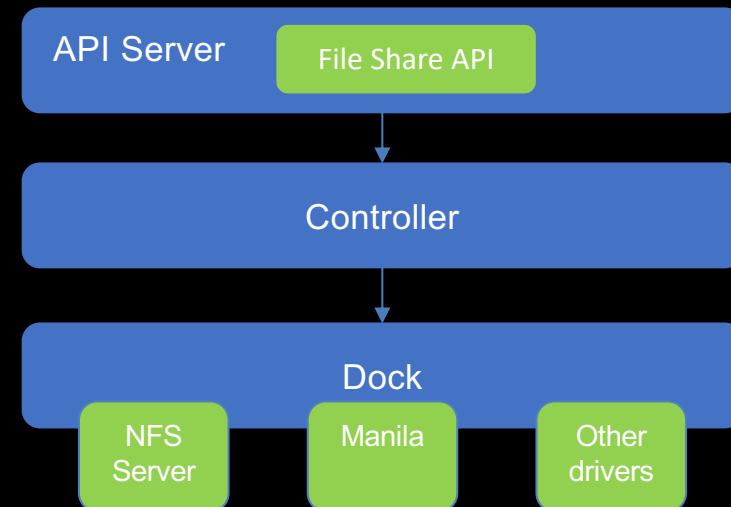 API Server
File Share API
Controller
Dock
NFS
Server
Manila
Other
drivers